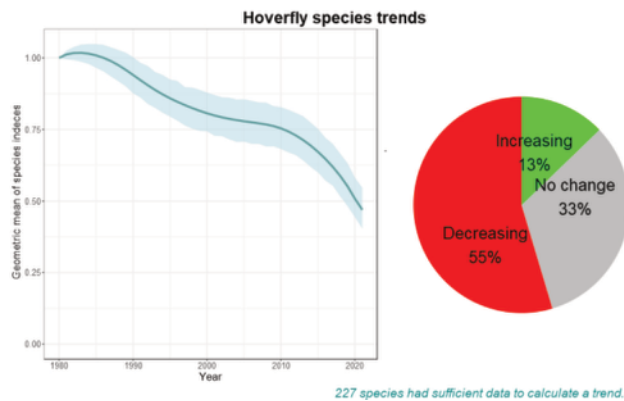 Hoverfly species trends
Geometric mean of species indeces
1.00
0.75
0.50
0.25
0.00
1980
1990
2000
2010
2020
Year
Increasing
13%
No change
33%
Decreasing
55%
227 species had sufficient data to calculate a trend.